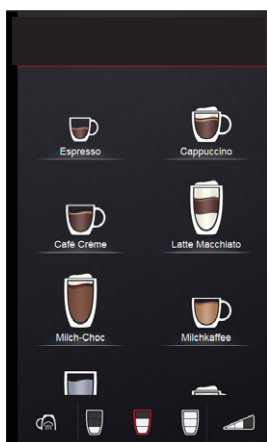 Espresso
Cappuccino
Café Crème
Latte Macchiato
Milch-Choc
Milchkaffee